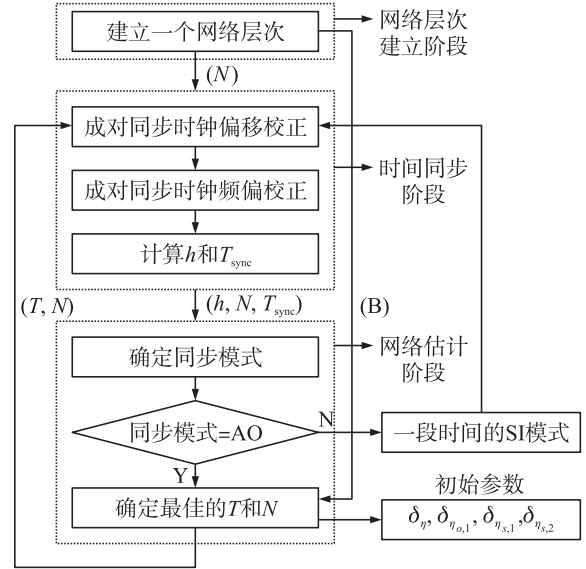 建立一个网络层次
网络层次
建立阶段
(N)
成对同步时钟偏移校正
成对同步时钟频偏校正
时间同步
阶段
计算h和T_sync
(T, N)
(h, N, T_sync)
(B)
确定同步模式
网络估计
阶段
同步模式=AO
N
一段时间的SI模式
Y
初始参数
确定最佳的T和N
δ_η, δ_η_o,1, δ_η_s,1, δ_η_s,2